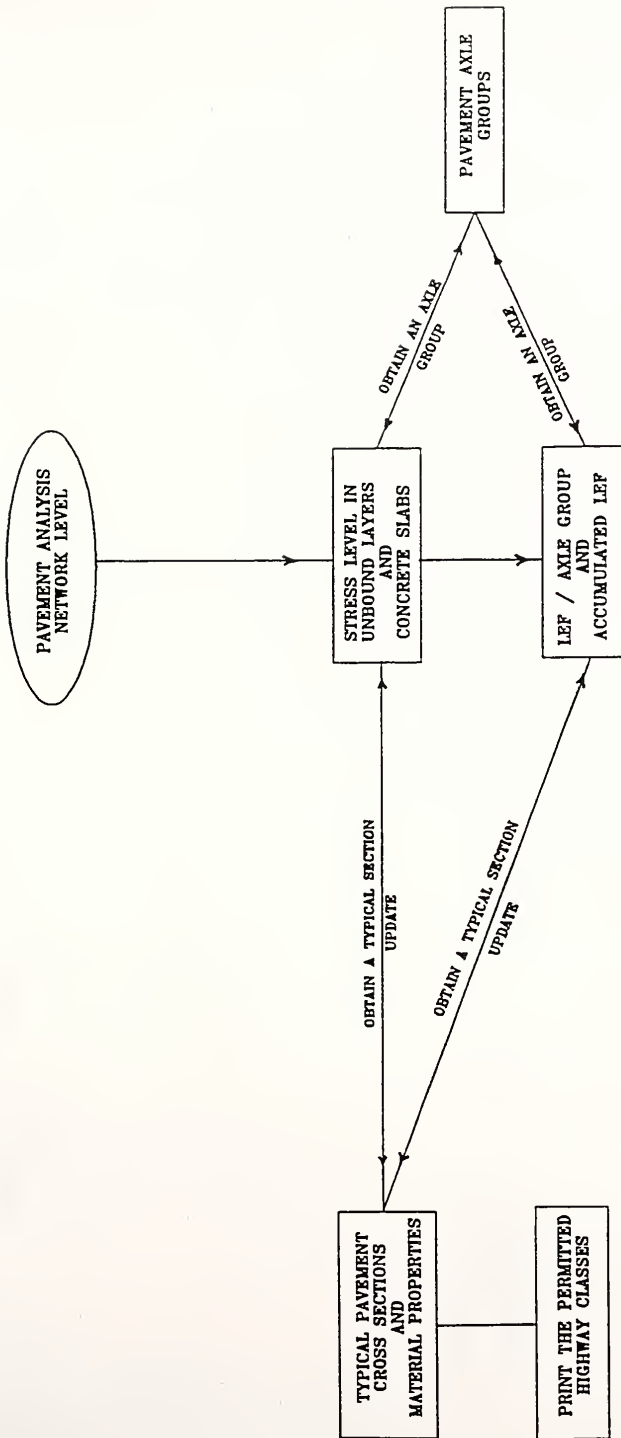 PAVEMENT ANALYSIS
NETWORK LEVEL
OBTAIN A TYPICAL SECTION
UPDATE
STRESS LEVEL IN
UNBOUND LAYERS
AND
CONCRETE SLABS
OBTAIN AN AXLE
GROUP
PAVEMENT AXLE
GROUPS
TYPICAL PAVEMENT
CROSS SECTIONS
AND
MATERIAL PROPERTIES
OBTAIN A TYPICAL SECTION
UPDATE
LEF / AXLE GROUP
AND
ACCUMULATED LEF
OBTAIN AN AXLE
GROUP
PRINT THE PERMITTED
HIGHWAY CLASSES